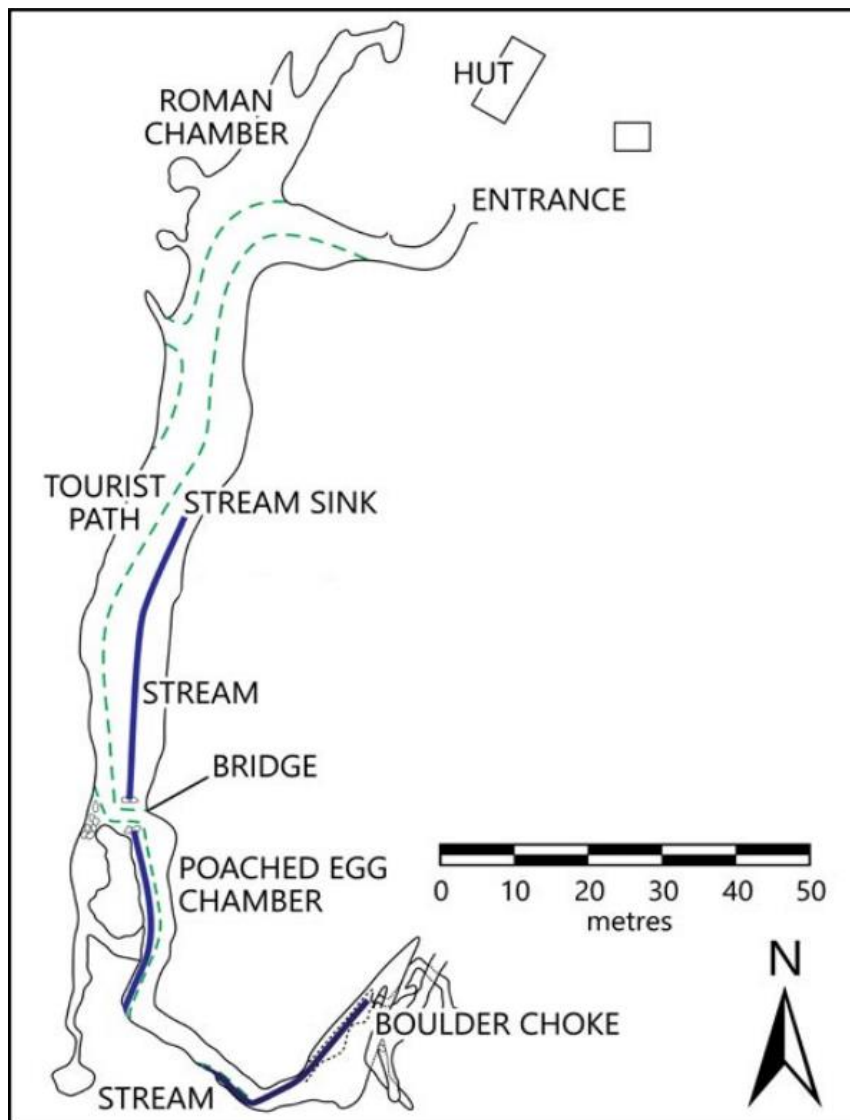 HUT
ROMAN
CHAMBER
ENTRANCE
TOURIST
PATH
STREAM SINK
STREAM
BRIDGE
POACHED EGG
CHAMBER
0 10 20 30 40 50
metres
N
BOULDER CHOKE
STREAM